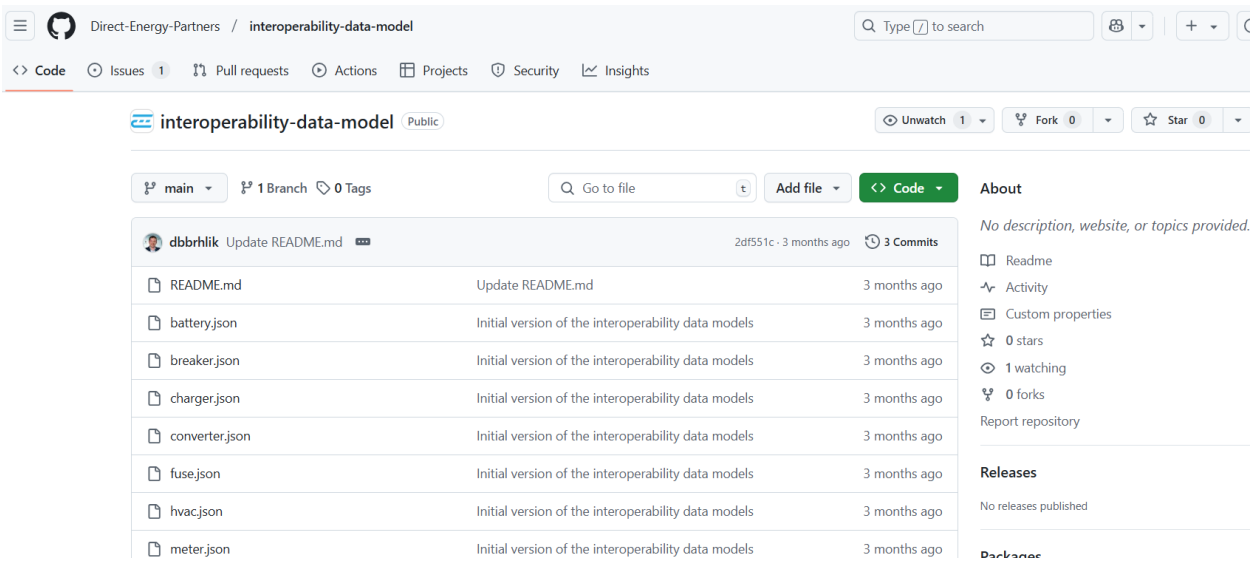 Direct-Energy-Partners / interoperability-data-model
Type / to search
<> Code
Issues 1
Pull requests
Actions
Projects
Security
Insights
interoperability-data-model Public
Unwatch 1
Fork 0
Star 0
main
1 Branch
0 Tags
Go to file t
Add file
<> Code
About
dbbrhlik Update README.md
2df551c · 3 months ago
3 Commits
No description, website, or topics provided.
README.md Update README.md 3 months ago
battery.json Initial version of the interoperability data models 3 months ago
breaker.json Initial version of the interoperability data models 3 months ago
charger.json Initial version of the interoperability data models 3 months ago
converter.json Initial version of the interoperability data models 3 months ago
fuse.json Initial version of the interoperability data models 3 months ago
hvac.json Initial version of the interoperability data models 3 months ago
meter.json Initial version of the interoperability data models 3 months ago
Readme
Activity
Custom properties
0 stars
1 watching
0 forks
Report repository
Releases
No releases published
Packages